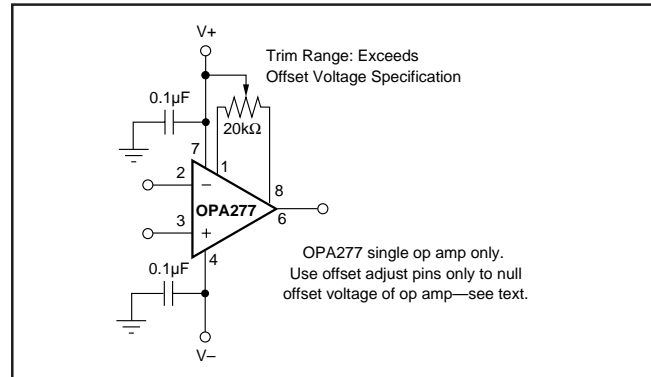 V+
Trim Range: Exceeds
Offset Voltage Specification
0.1µF
20kΩ
7
1
2
–
8
OPA277
6
3
+
4
OPA277 single op amp only.
Use offset adjust pins only to null
offset voltage of op amp—see text.
0.1µF
V–